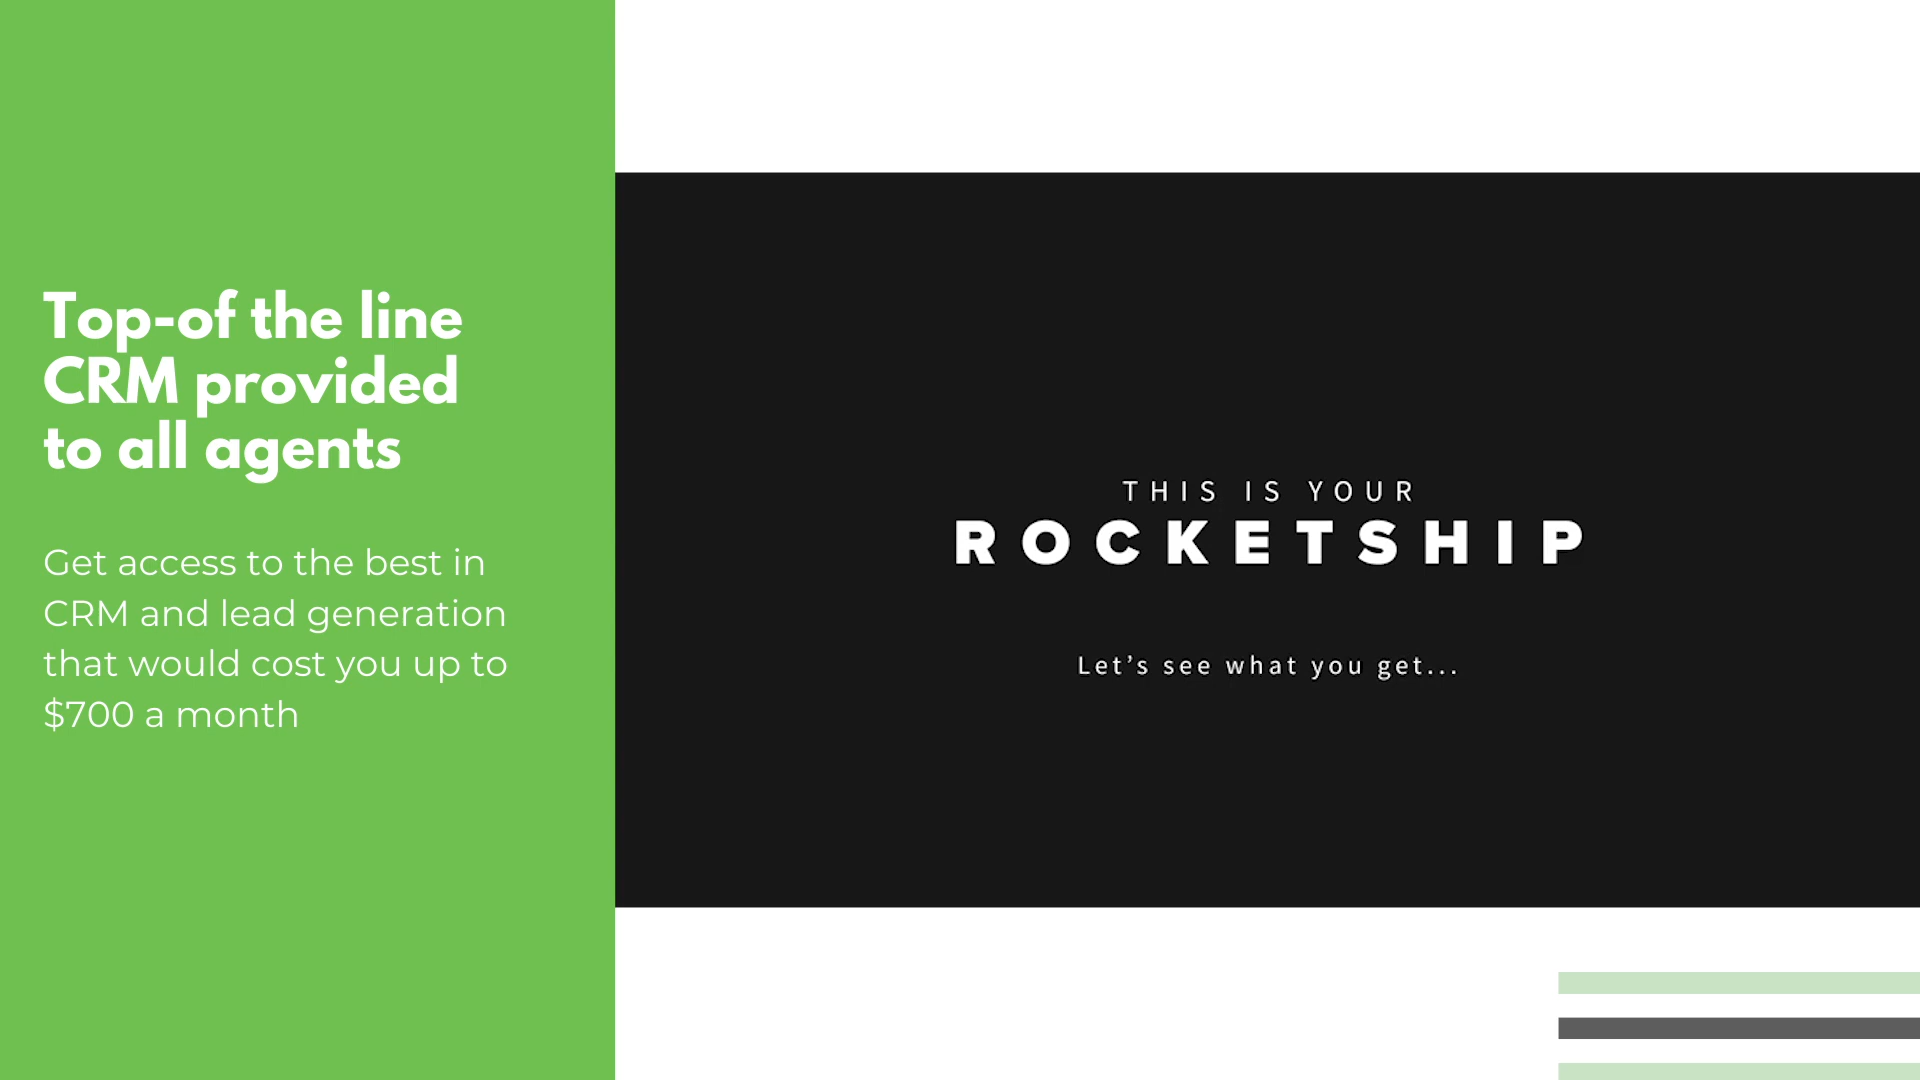 Top-of the line
CRM provided
to all agents
Get access to the best in
CRM and lead generation
that would cost you up to
$700 a month
THIS IS YOUR
ROCKETSHIP
Let’s see what you get...